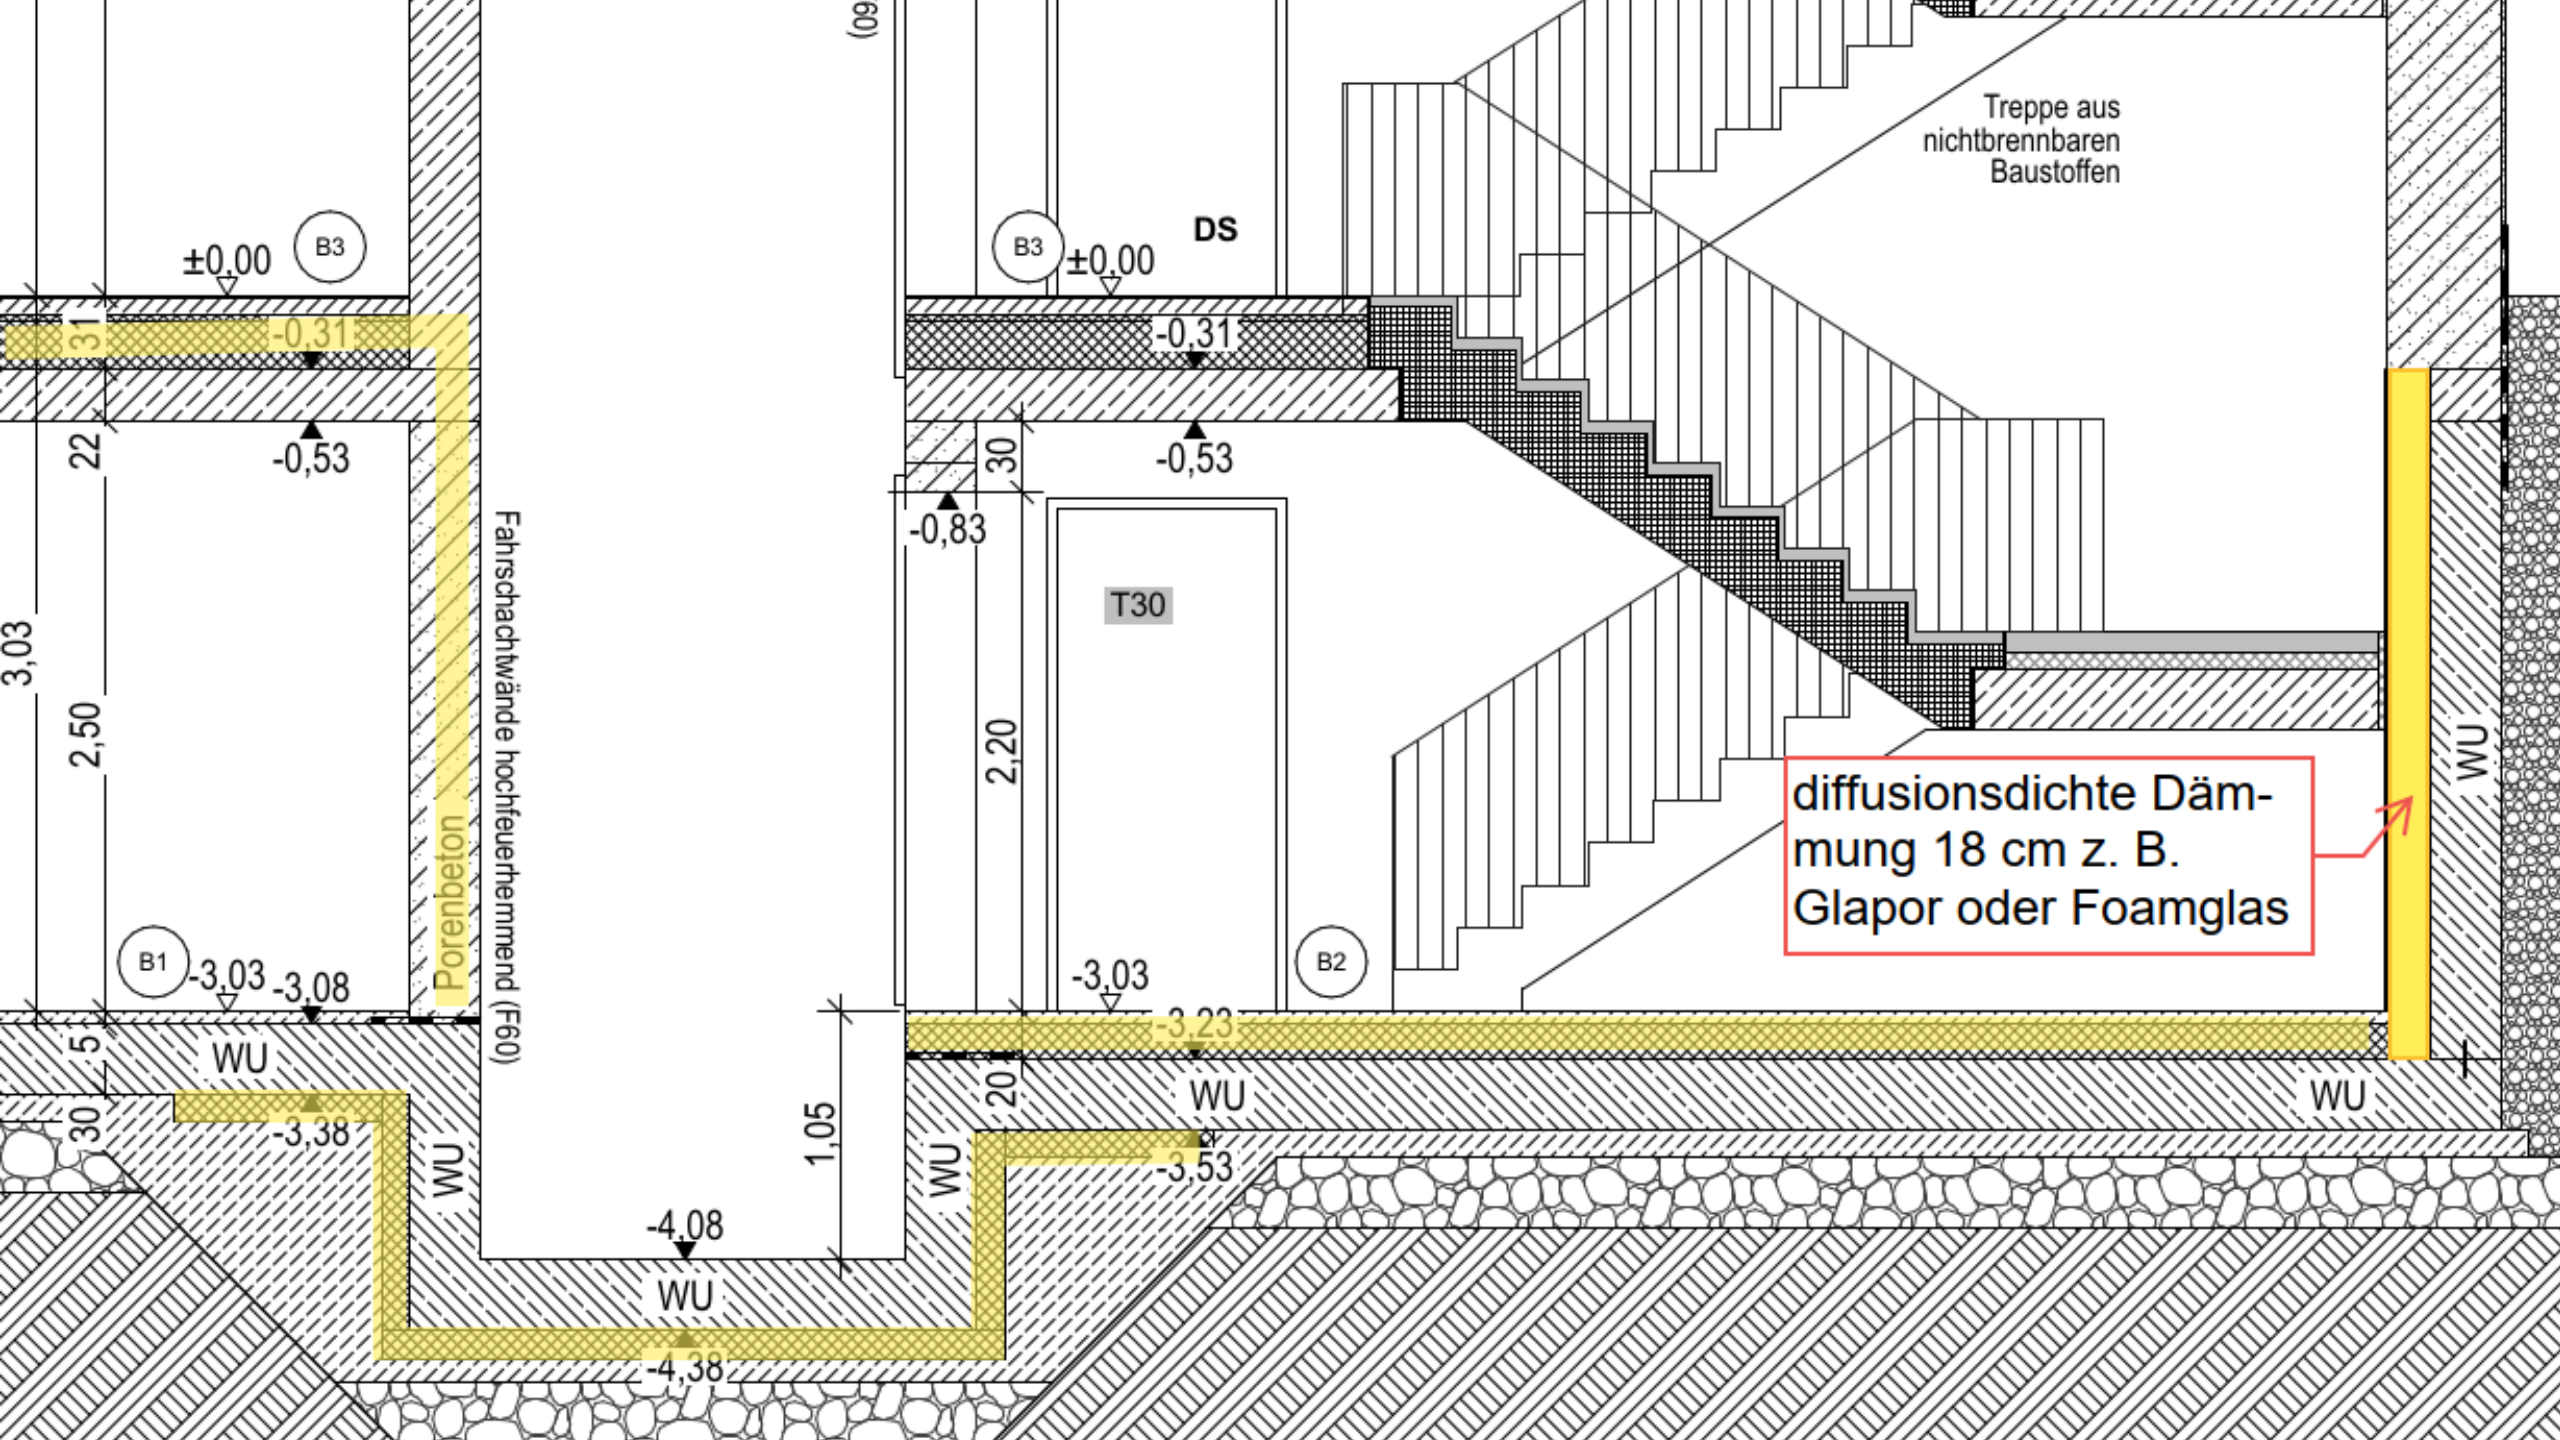 (09
Treppe aus
nichtbrennbaren
Baustoffen
B3
±0,00
B3
±0,00
DS
31
-0,31
-0,31
22
-0,53
30
-0,53
-0,83
T30
3,03
2,50
2,20
Fahrschachtwände hochfeuerhemmend (F60)
Porenbeton
WU
diffusionsdichte Däm-
mung 18 cm z. B.
Glapor oder Foamglas
B1
-3,03
-3,08
-3,03
B2
-3,23
5
WU
20
WU
WU
30
-3,38
WU
1,05
WU
-3,53
-4,08
WU
-4,38